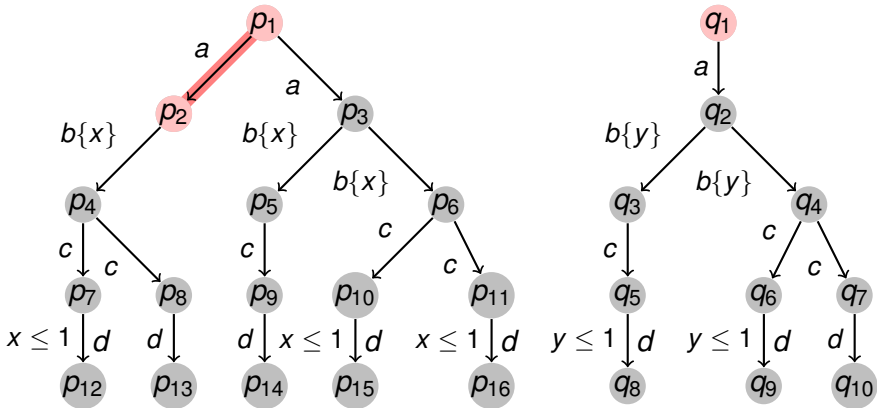 p1 q1
a a a
p2 p3 q2
b{x} b{x} b{x} b{y} b{y}
p4 p5 p6 q3 q4
c c c c c c c c
p7 p8 p9 p10 p11 q5 q6 q7
x ≤ 1 d d d x ≤ 1 d x ≤ 1 d y ≤ 1 d y ≤ 1 d d
p12 p13 p14 p15 p16 q8 q9 q10